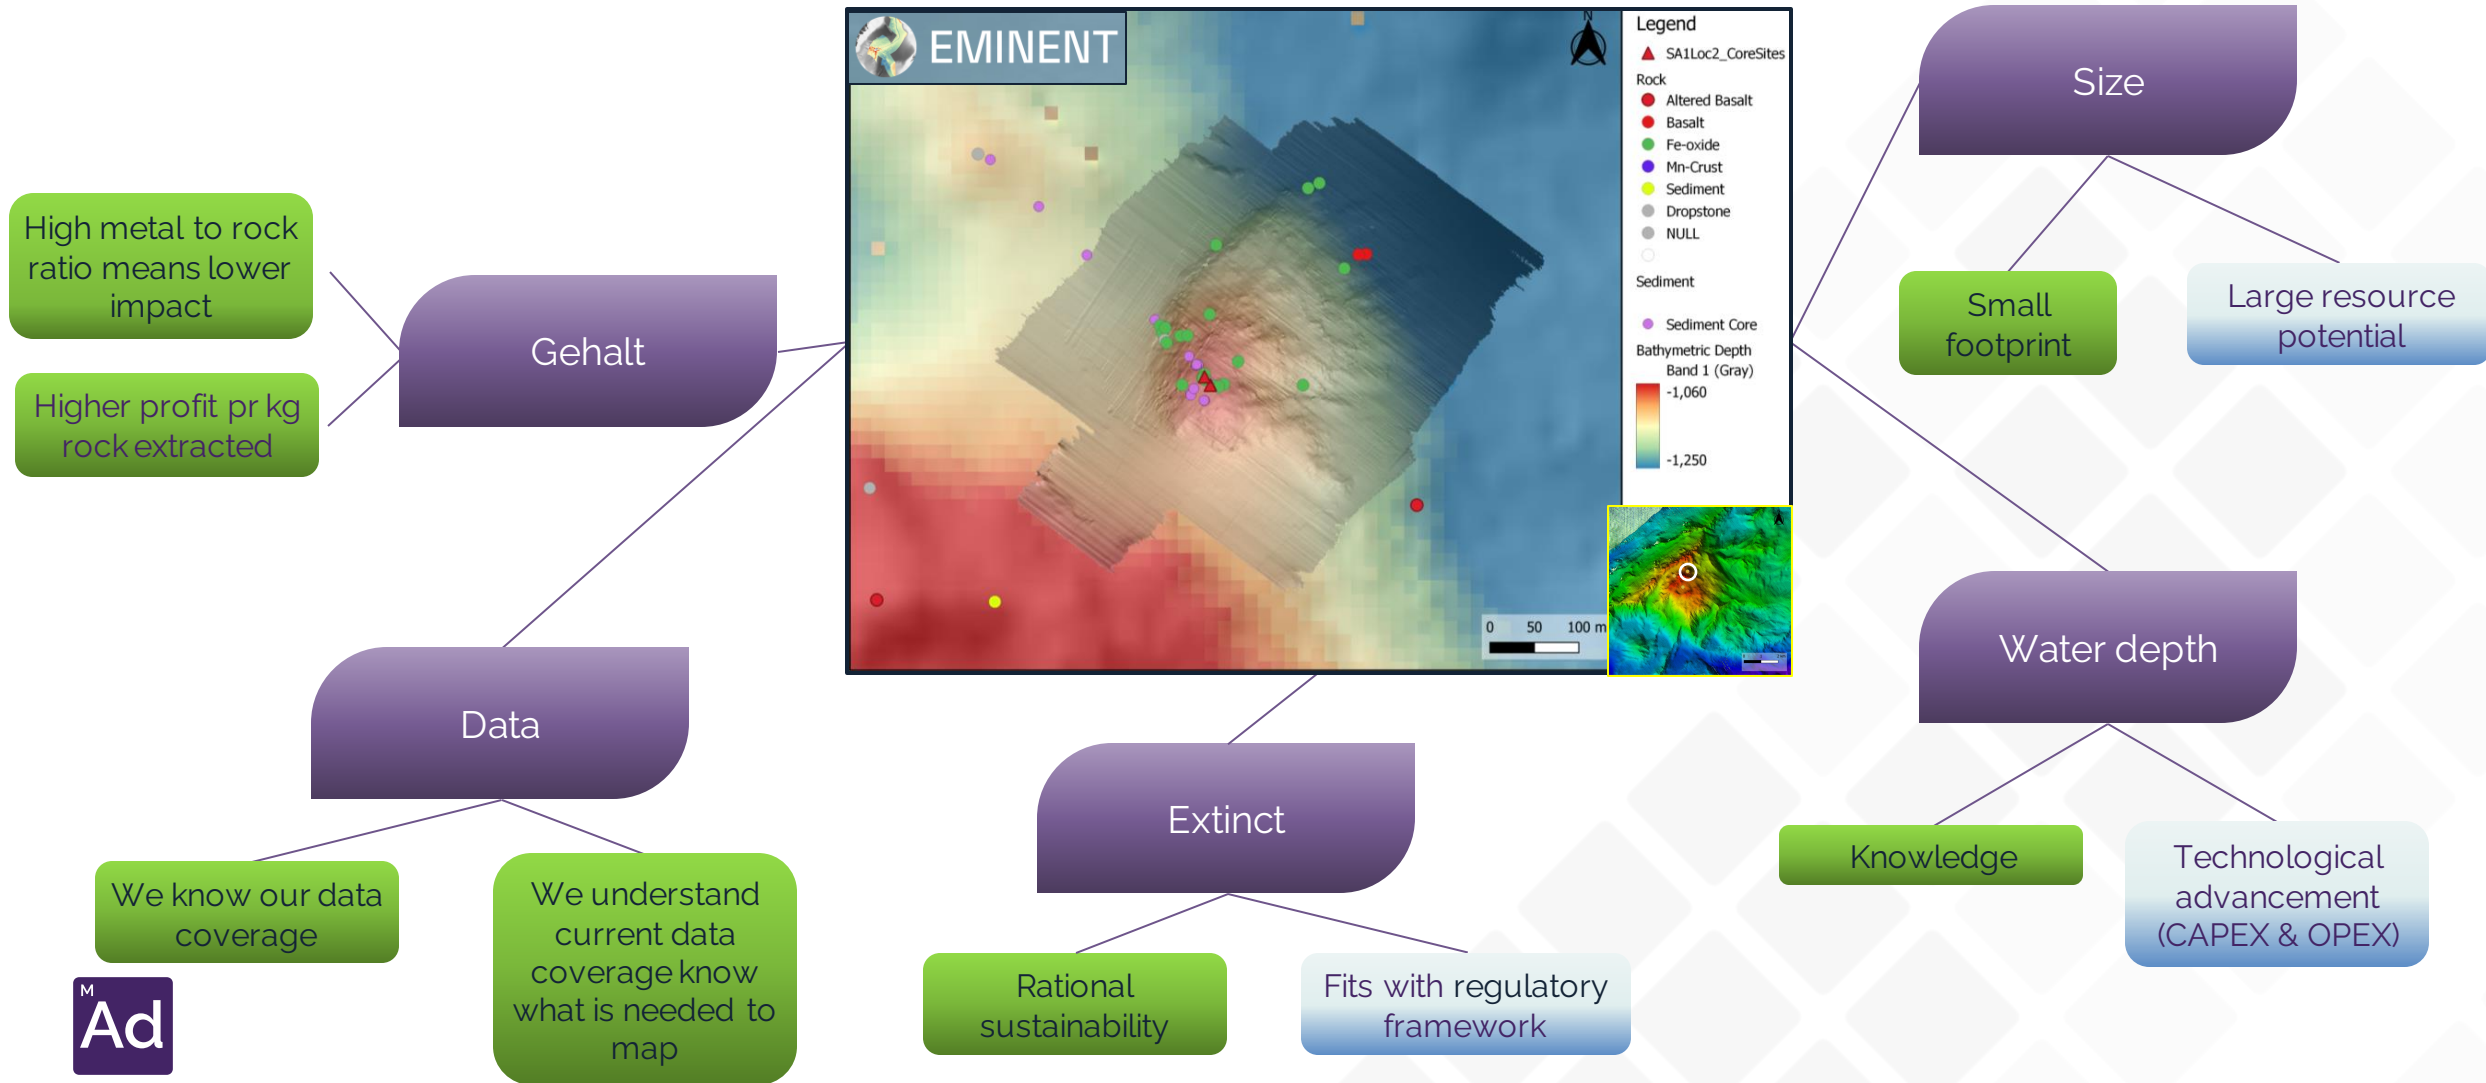 EMINENT
N
Legend
SA1Loc2_CoreSites
Rock
Altered Basalt
Basalt
Fe-oxide
Mn-Crust
Sediment
Dropstone
NULL
Sediment
Sediment Core
Bathymetric Depth
Band 1 (Gray)
-1,060
-1,250
0 50 100 m
Size
Small
footprint
Large resource
potential
High metal to rock
ratio means lower
impact
Gehalt
Higher profit pr kg
rock extracted
Data
We know our data
coverage
We understand
current data
coverage know
what is needed to
map
Extinct
Rational
sustainability
Fits with regulatory
framework
Water depth
Knowledge
Technological
advancement
(CAPEX & OPEX)
M
Ad